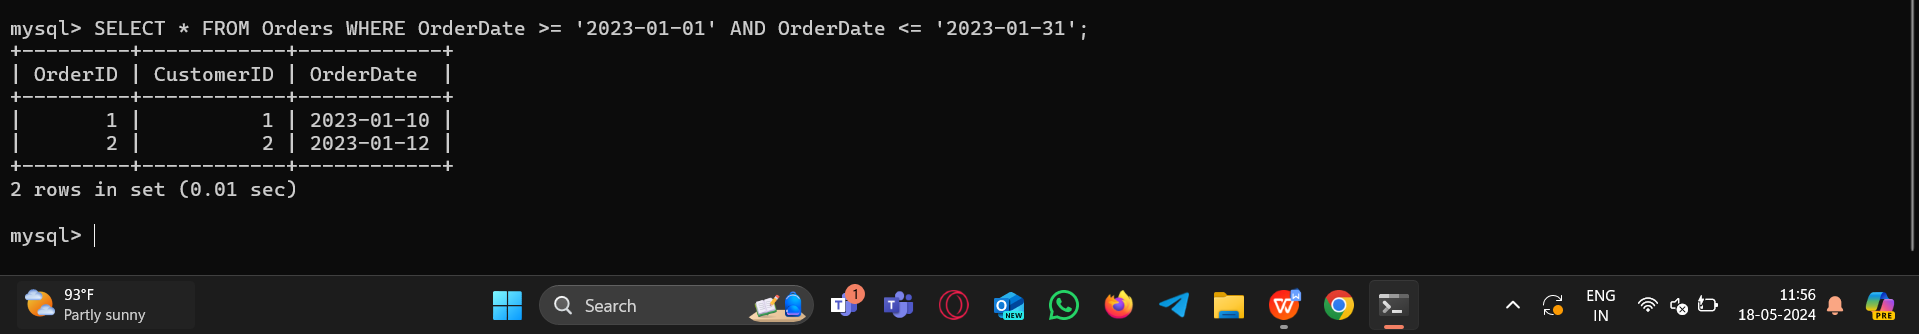 mysql> SELECT * FROM Orders WHERE OrderDate >= '2023-01-01' AND OrderDate <= '2023-01-31';
+---------+------------+------------+
| OrderID | CustomerID | OrderDate  |
+---------+------------+------------+
|       1 |          1 | 2023-01-10 |
|       2 |          2 | 2023-01-12 |
+---------+------------+------------+
2 rows in set (0.01 sec)
mysql>
93°F
Partly sunny
Search
1
NEW
ENG
IN
11:56
18-05-2024
PRE